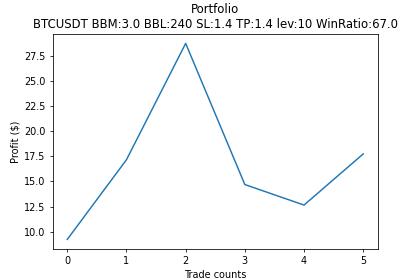 Portfolio
BTCUSDT BBM:3.0 BBL:240 SL:1.4 TP:1.4 lev:10 WinRatio:67.0
27.5
25.0
22.5
20.0
17.5
15.0
12.5
10.0
Profit ($)
0 1 2 3 4 5
Trade counts